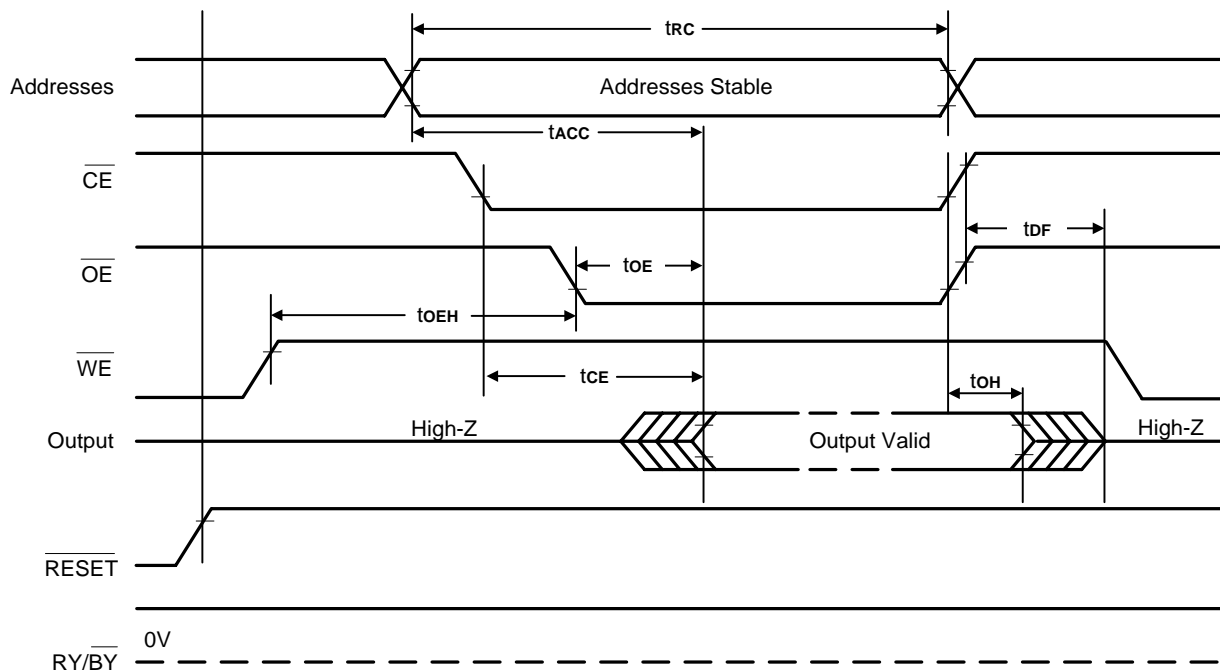 tRC
Addresses
Addresses Stable
tACC
CE
tDF
OE
tOE
tOEH
WE
tCE
tOH
High-Z
Output
Output Valid
High-Z
RESET
0V
RY/BY